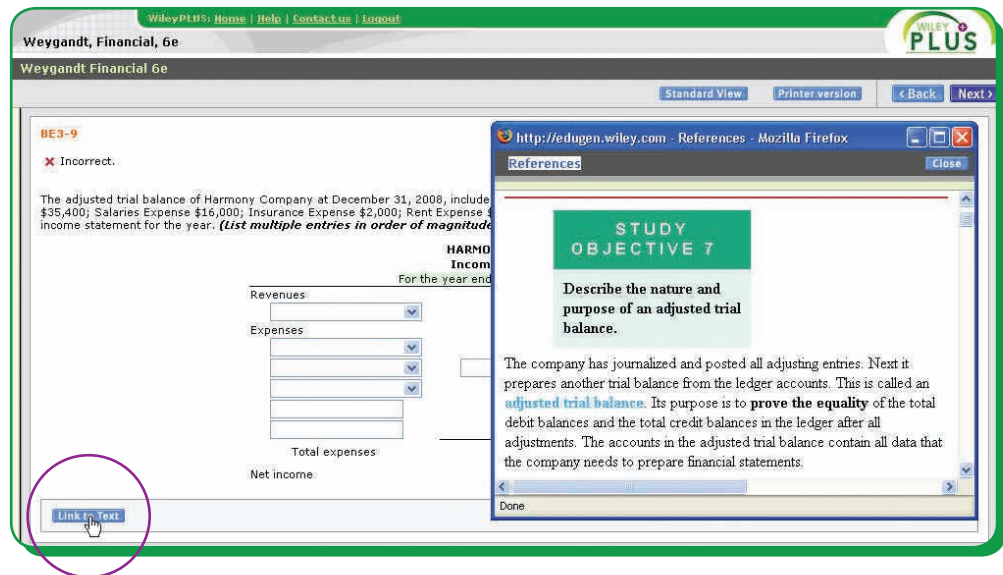 WileyPLUS: Home | Help | Contact us | Logout
Weygandt, Financial, 6e
WILEY
PLUS
Weygandt Financial 6e
Standard View
Printer version
< Back
Next >
BE3-9
Incorrect.
The adjusted trial balance of Harmony Company at December 31, 2008, include
$35,400; Salaries Expense $16,000; Insurance Expense $2,000; Rent Expense $
income statement for the year. (List multiple entries in order of magnitude
HARMO
Incom
For the year end
Revenues
Expenses
Total expenses
Net income
Link to Text
http://edugen.wiley.com - References - Mozilla Firefox
References
Close
STUDY
OBJECTIVE 7
Describe the nature and
purpose of an adjusted trial
balance.
The company has journalized and posted all adjusting entries. Next it
prepares another trial balance from the ledger accounts. This is called an
adjusted trial balance. Its purpose is to prove the equality of the total
debit balances and the total credit balances in the ledger after all
adjustments. The accounts in the adjusted trial balance contain all data that
the company needs to prepare financial statements.
Done